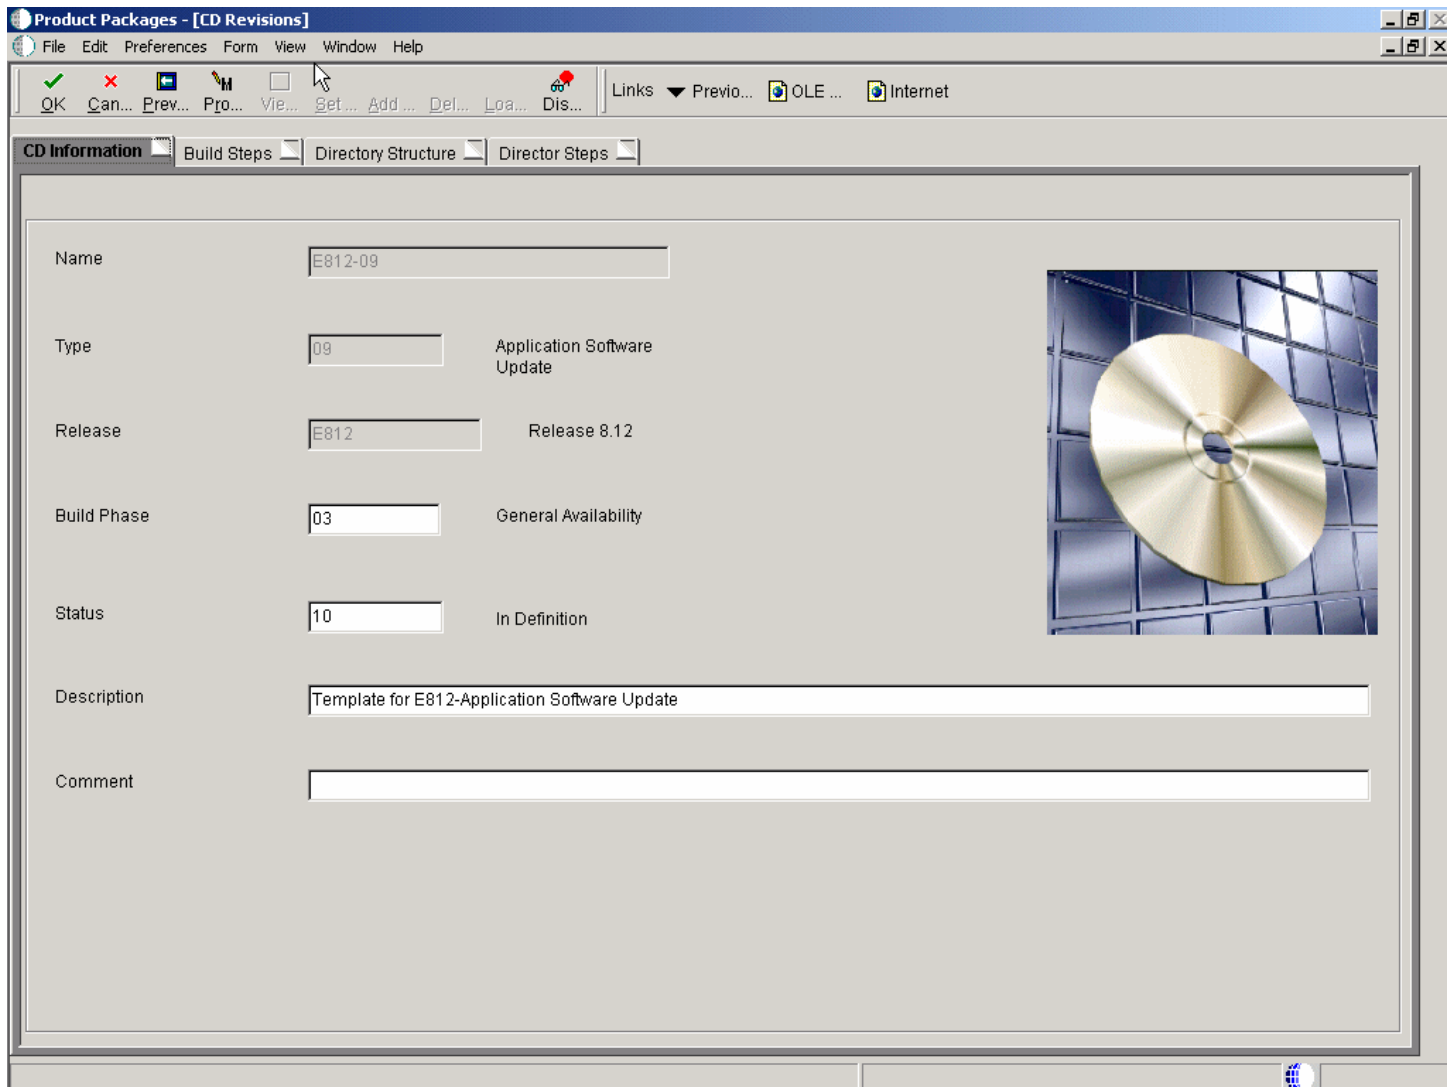 Product Packages - [CD Revisions]
File Edit Preferences Form View Window Help
OK Can... Prev... Pro... Vie... Set ... Add ... Del... Loa... Dis... Links Previo... OLE ... Internet
CD Information Build Steps Directory Structure Director Steps
Name E812-09
Type 09 Application Software
Update
Release E812 Release 8.12
Build Phase 03 General Availability
Status 10 In Definition
Description Template for E812-Application Software Update
Comment